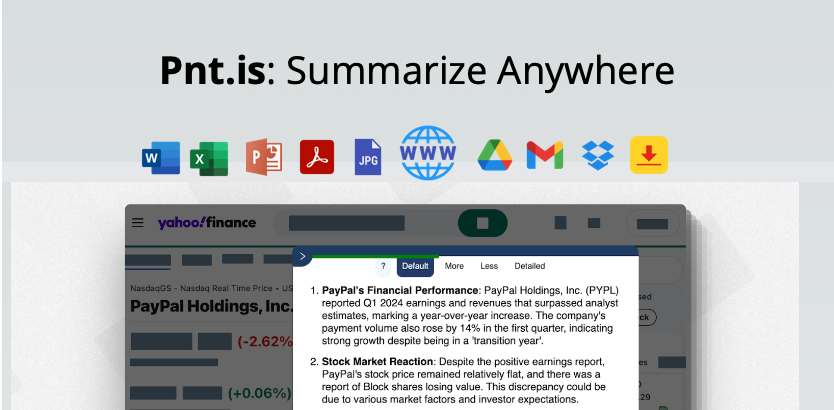 Pnt.is: Summarize Anywhere
W X P JPG WWW
yahoo!finance
> ? Default More Less Detailed
NasdaqGS - Nasdaq Real Time Price • US
PayPal Holdings, Inc.
(-2.62%
(+0.06%)
1. PayPal's Financial Performance: PayPal Holdings, Inc. (PYPL)
reported Q1 2024 earnings and revenues that surpassed analyst
estimates, marking a year-over-year increase. The company's
payment volume also rose by 14% in the first quarter, indicating
strong growth despite being in a 'transition year'.
2. Stock Market Reaction: Despite the positive earnings report,
PayPal's stock price remained relatively flat, and there was a
report of Block shares losing value. This discrepancy could be
due to various market factors and investor expectations.
sed
ck
es
.29